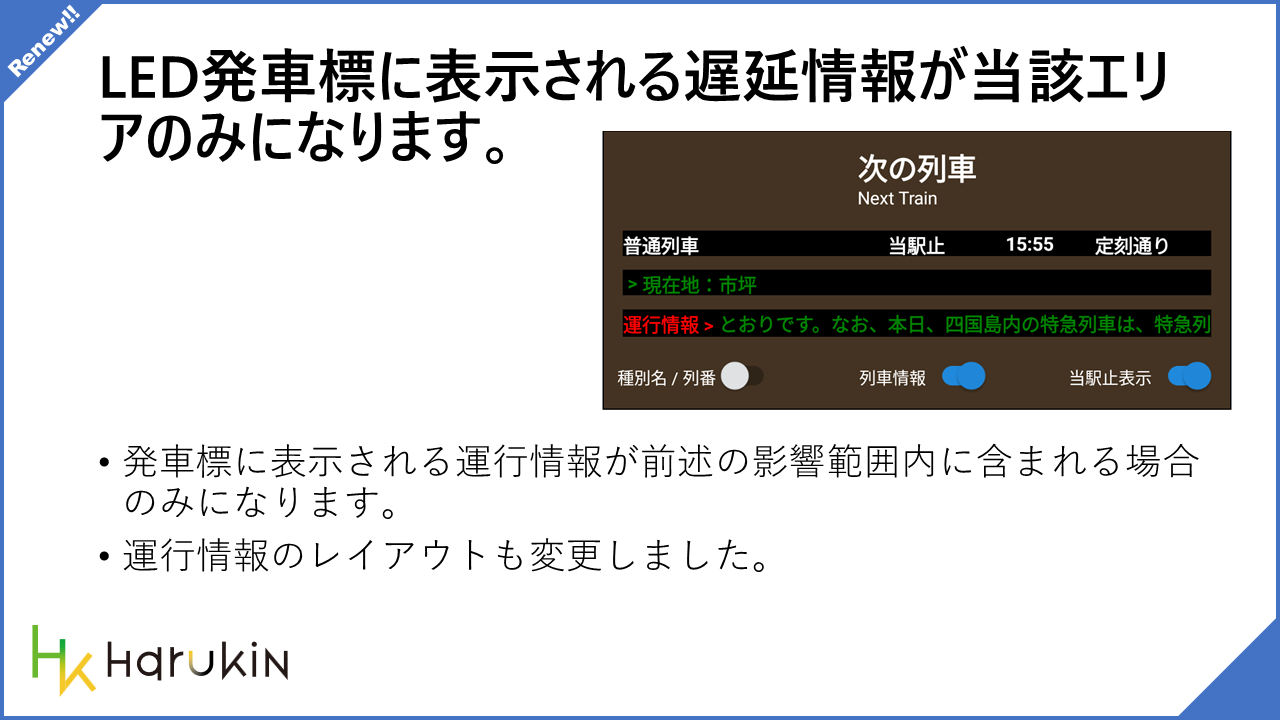 Renew!!
LED発車標に表示される遅延情報が当該エリ
アのみになります。
次の列車
Next Train
普通列車 当駅止 15:55 定刻通り
> 現在地：市坪
運行情報 > とおりです。なお、本日、四国島内の特急列車は、特急列
種別名 / 列番 列車情報 当駅止表示
• 発車標に表示される運行情報が前述の影響範囲内に含まれる場合
のみになります。
• 運行情報のレイアウトも変更しました。
HK HarukiN